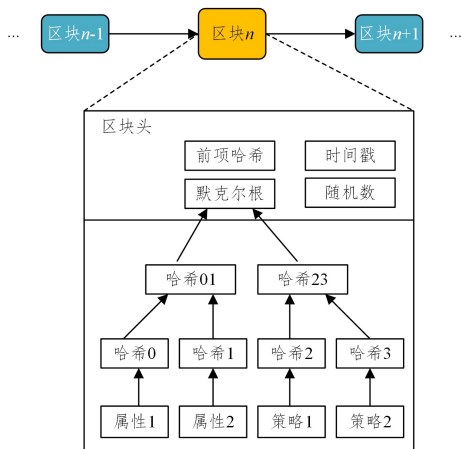 ... 区块n-1 区块n 区块n+1 ...
区块头
前项哈希 时间戳
默克尔根 随机数
哈希01 哈希23
哈希0 哈希1 哈希2 哈希3
属性1 属性2 策略1 策略2